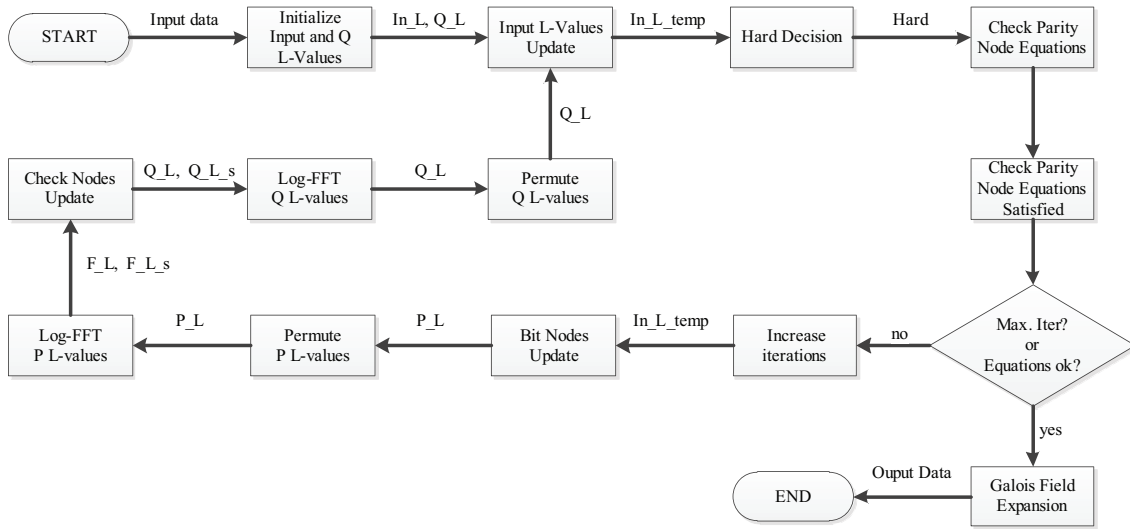 START
Input data
Initialize
Input and Q
L-Values
In_L, Q_L
Input L-Values
Update
In_L_temp
Hard Decision
Hard
Check Parity
Node Equations
Q_L
Check Nodes
Update
Q_L, Q_L_s
Log-FFT
Q L-values
Q_L
Permute
Q L-values
Check Parity
Node Equations
Satisfied
F_L, F_L_s
Log-FFT
P L-values
P_L
Permute
P L-values
P_L
Bit Nodes
Update
In_L_temp
Increase
iterations
no
Max. Iter?
or
Equations ok?
yes
END
Ouput Data
Galois Field
Expansion